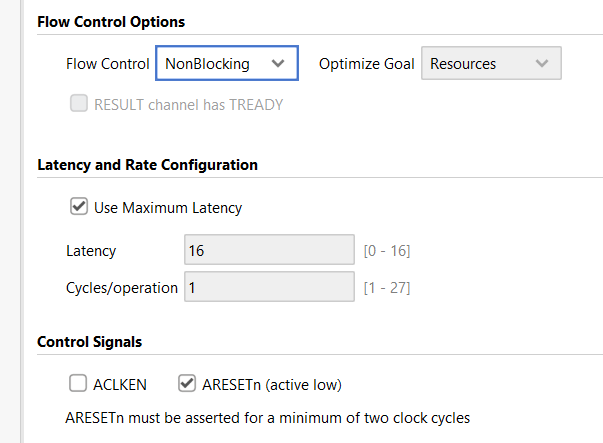 Flow Control Options
Flow Control NonBlocking Optimize Goal Resources
RESULT channel has TREADY
Latency and Rate Configuration
Use Maximum Latency
Latency 16 [0 - 16]
Cycles/operation 1 [1 - 27]
Control Signals
ACLKEN ARESETn (active low)
ARESETn must be asserted for a minimum of two clock cycles